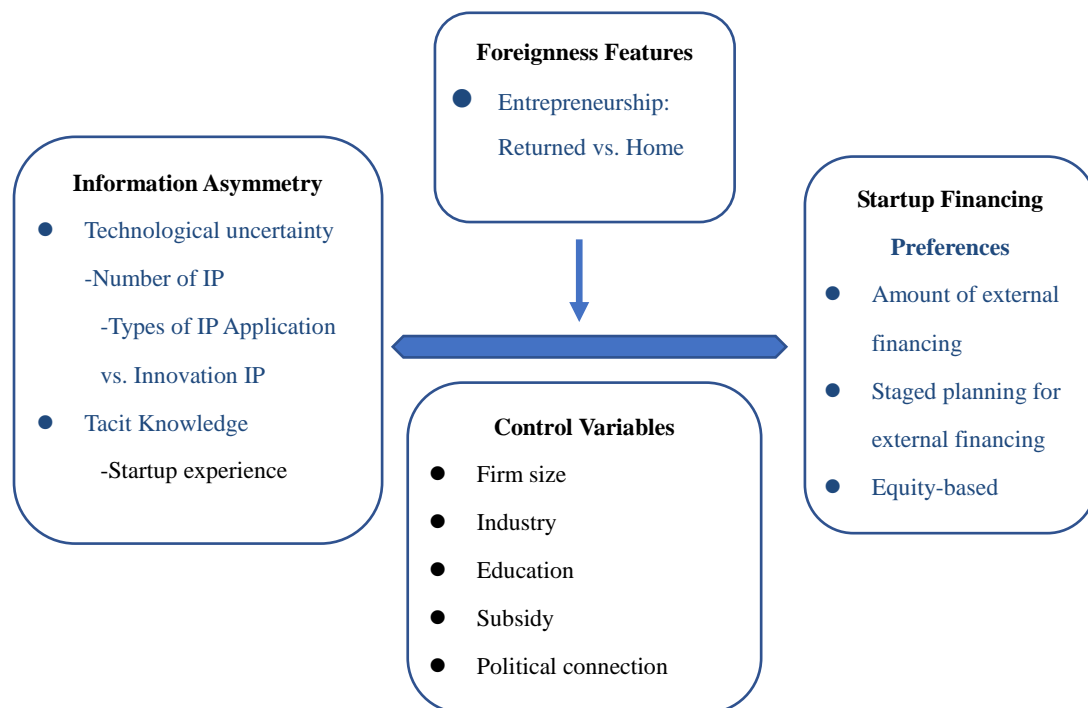 Foreignness Features
● Entrepreneurship:
Returned vs. Home
Information Asymmetry
● Technological uncertainty
-Number of IP
-Types of IP Application
vs. Innovation IP
● Tacit Knowledge
-Startup experience
Startup Financing
Preferences
● Amount of external
financing
● Staged planning for
external financing
● Equity-based
Control Variables
● Firm size
● Industry
● Education
● Subsidy
● Political connection